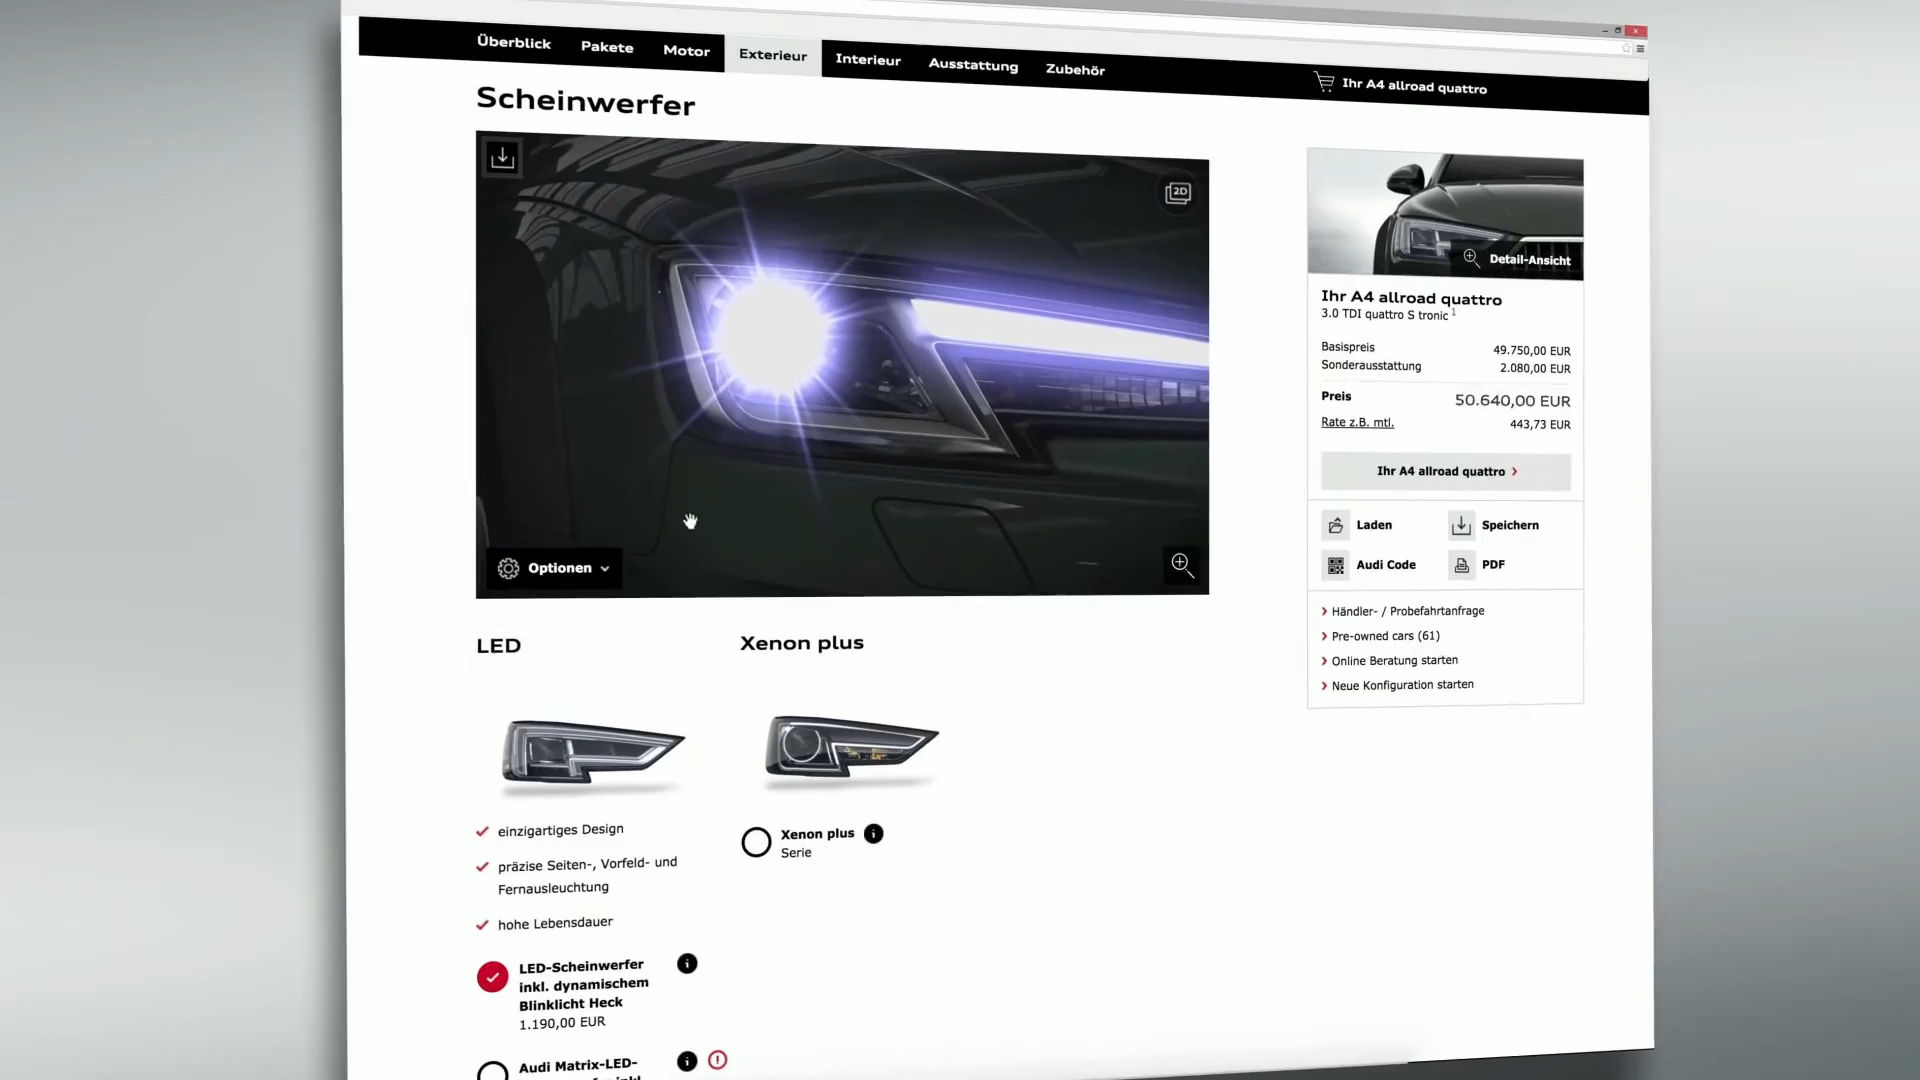 Überblick
Pakete
Motor
Exterieur
Interieur
Ausstattung
Zubehör
Ihr A4 allroad quattro
Scheinwerfer
2D
Optionen
Detail-Ansicht
Ihr A4 allroad quattro
3.0 TDI quattro S tronic 1
Basispreis 49.750,00 EUR
Sonderausstattung 2.080,00 EUR
Preis 50.640,00 EUR
Rate z.B. mtl. 443,73 EUR
Ihr A4 allroad quattro
Laden
Speichern
Audi Code
PDF
Händler- / Probefahrtanfrage
Pre-owned cars (61)
Online Beratung starten
Neue Konfiguration starten
LED
einzigartiges Design
präzise Seiten-, Vorfeld- und
Fernausleuchtung
hohe Lebensdauer
LED-Scheinwerfer
inkl. dynamischem
Blinklicht Heck
1.190,00 EUR
Audi Matrix-LED-
Xenon plus
Xenon plus
Serie